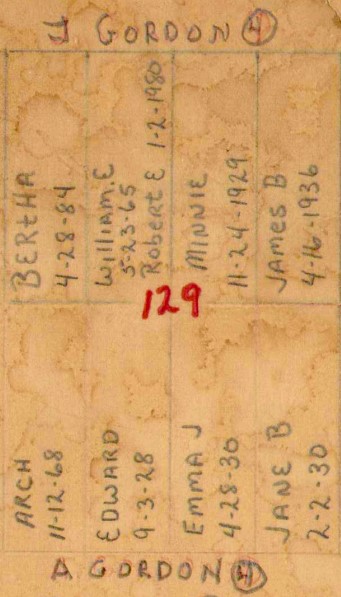 J GORDON 4
BERtHA
4-28-84
William.E
5-23-65
Robert E 1-2-1980
MINNIE
11-24-1929
JAMES B
4-16-1936
129
ARCH
11-12-68
EDWARD
9-3-28
EMMA J
4-28-30
JANE B
2-2-30
A GORDON 4